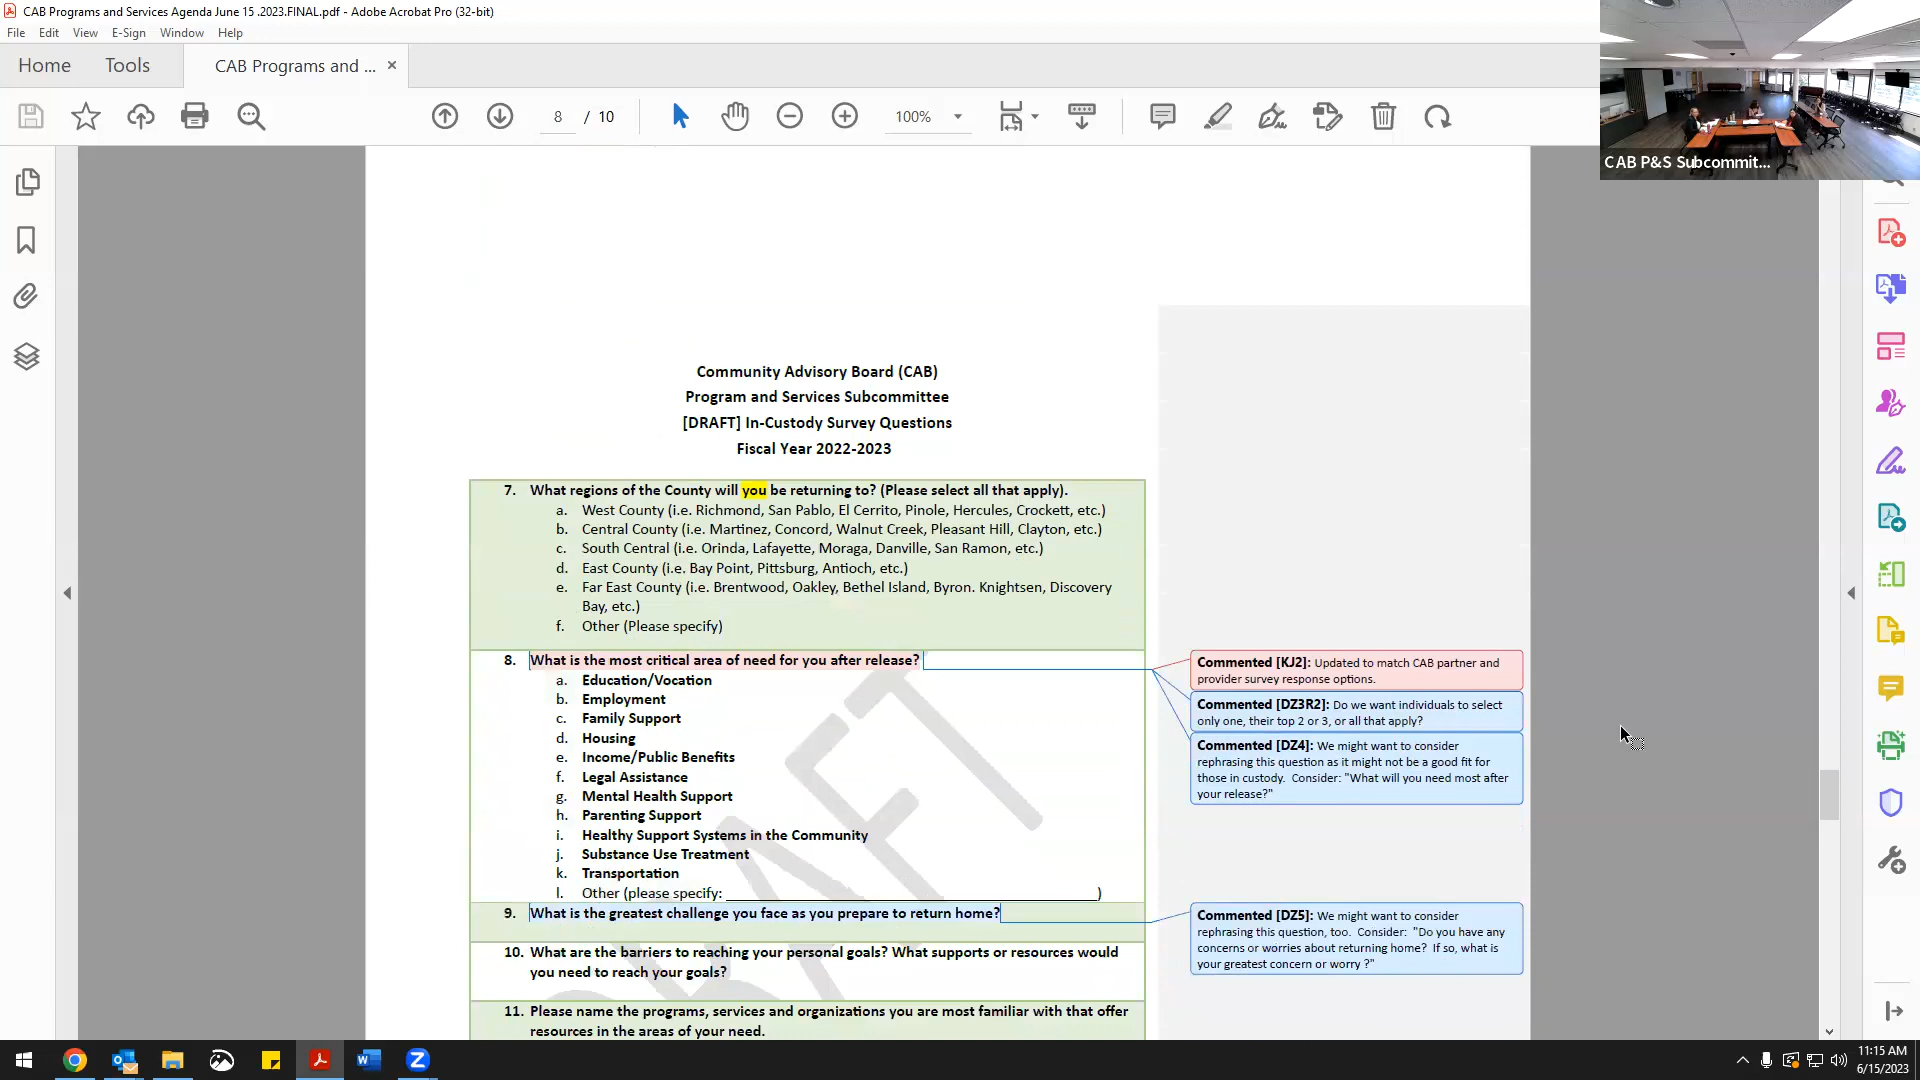 CAB Programs and Services Agenda June 15 .2023.FINAL.pdf - Adobe Acrobat Pro (32-bit)
File Edit View E-Sign Window Help
Home Tools CAB Programs and ... ×
8 / 10 100%
CAB P&S Subcommit...
Community Advisory Board (CAB)
Program and Services Subcommittee
[DRAFT] In-Custody Survey Questions
Fiscal Year 2022-2023
7. What regions of the County will you be returning to? (Please select all that apply).
a. West County (i.e. Richmond, San Pablo, El Cerrito, Pinole, Hercules, Crockett, etc.)
b. Central County (i.e. Martinez, Concord, Walnut Creek, Pleasant Hill, Clayton, etc.)
c. South Central (i.e. Orinda, Lafayette, Moraga, Danville, San Ramon, etc.)
d. East County (i.e. Bay Point, Pittsburg, Antioch, etc.)
e. Far East County (i.e. Brentwood, Oakley, Bethel Island, Byron. Knightsen, Discovery
Bay, etc.)
f. Other (Please specify)
8. What is the most critical area of need for you after release?
a. Education/Vocation
b. Employment
c. Family Support
d. Housing
e. Income/Public Benefits
f. Legal Assistance
g. Mental Health Support
h. Parenting Support
i. Healthy Support Systems in the Community
j. Substance Use Treatment
k. Transportation
l. Other (please specify: ________________________)
9. What is the greatest challenge you face as you prepare to return home?
10. What are the barriers to reaching your personal goals? What supports or resources would
you need to reach your goals?
11. Please name the programs, services and organizations you are most familiar with that offer
resources in the areas of your need.
DRAFT
Commented [KJ2]: Updated to match CAB partner and
provider survey response options.
Commented [DZ3R2]: Do we want individuals to select
only one, their top 2 or 3, or all that apply?
Commented [DZ4]: We might want to consider
rephrasing this question as it might not be a good fit for
those in custody. Consider: "What will you need most after
your release?"
Commented [DZ5]: We might want to consider
rephrasing this question, too. Consider: "Do you have any
concerns or worries about returning home? If so, what is
your greatest concern or worry ?"
11:15 AM
6/15/2023